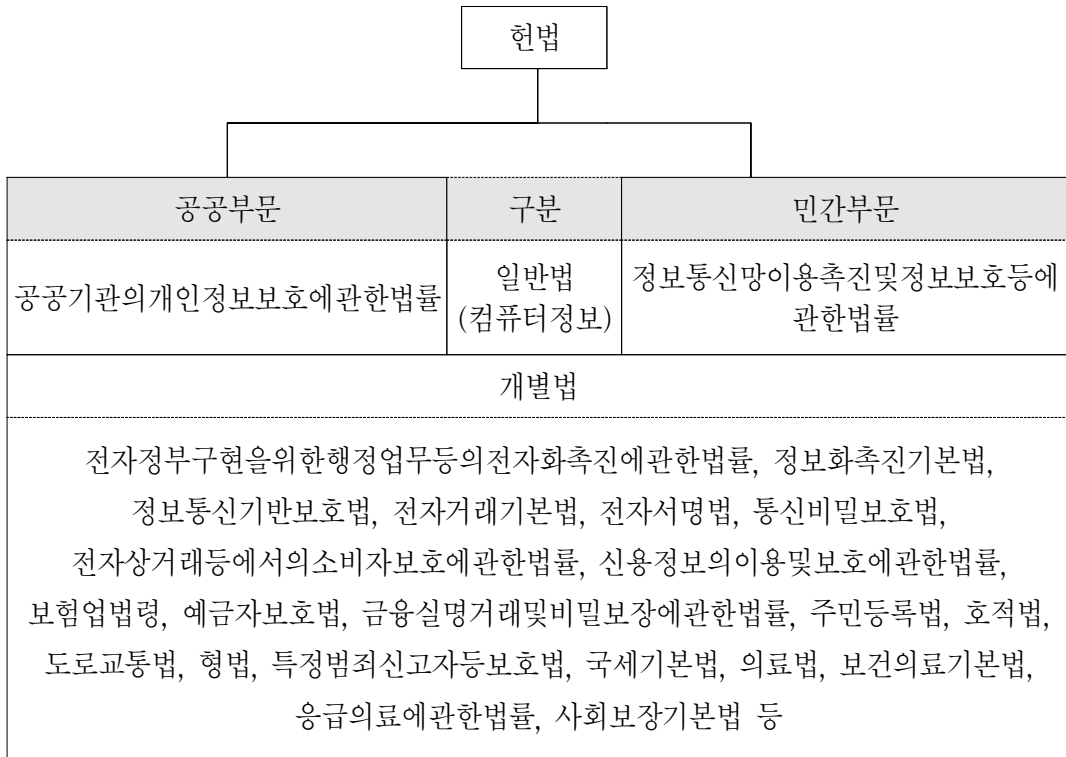 헌법
공공부문 구분 민간부문
공공기관의개인정보보호에관한법률
일반법
(컴퓨터정보)
정보통신망이용촉진및정보보호등에
관한법률
개별법
전자정부구현을위한행정업무등의전자화촉진에관한법률, 정보화촉진기본법,
정보통신기반보호법, 전자거래기본법, 전자서명법, 통신비밀보호법,
전자상거래등에서의소비자보호에관한법률, 신용정보의이용및보호에관한법률,
보험업법령, 예금자보호법, 금융실명거래및비밀보장에관한법률, 주민등록법, 호적법,
도로교통법, 형법, 특정범죄신고자등보호법, 국세기본법, 의료법, 보건의료기본법,
응급의료에관한법률, 사회보장기본법 등